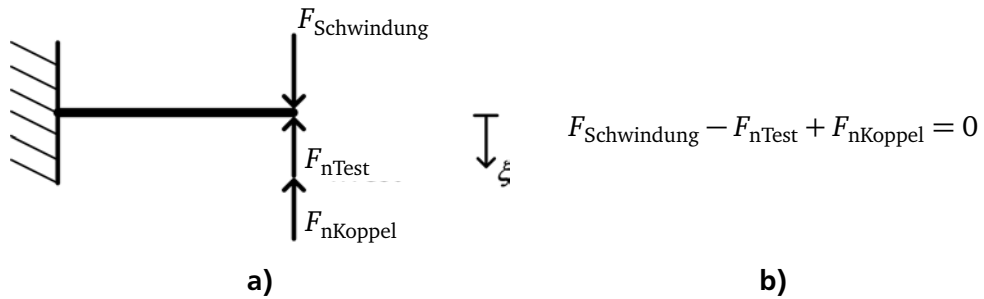 F_Schwindung
F_nTest
F_nKoppel
ξ
F_Schwindung − F_nTest + F_nKoppel = 0
a)
b)